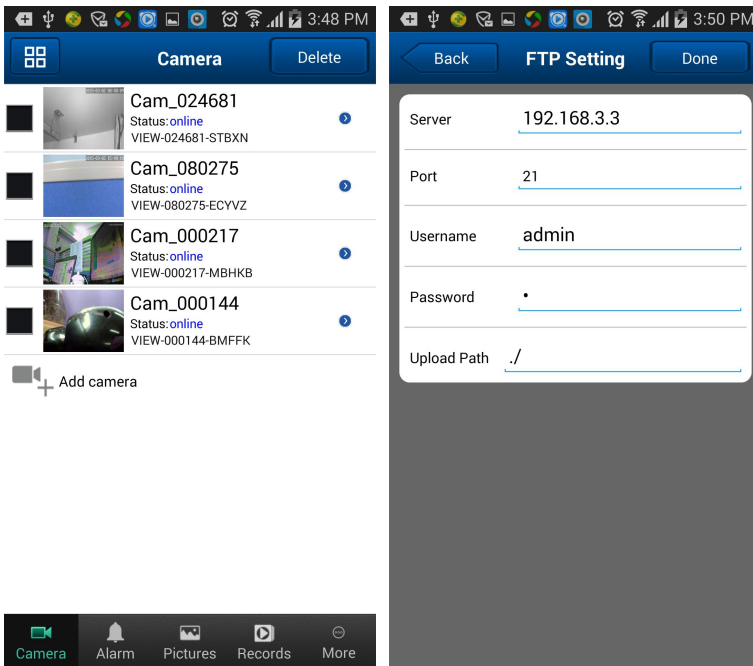 3:48 PM
Camera
Delete
Cam_024681
Status:online
VIEW-024681-STBXN
Cam_080275
Status:online
VIEW-080275-ECYVZ
Cam_000217
Status:online
VIEW-000217-MBHKB
Cam_000144
Status:online
VIEW-000144-BMFFK
Add camera
Camera
Alarm
Pictures
Records
More
3:50 PM
Back
FTP Setting
Done
Server 192.168.3.3
Port 21
Username admin
Password •
Upload Path ./